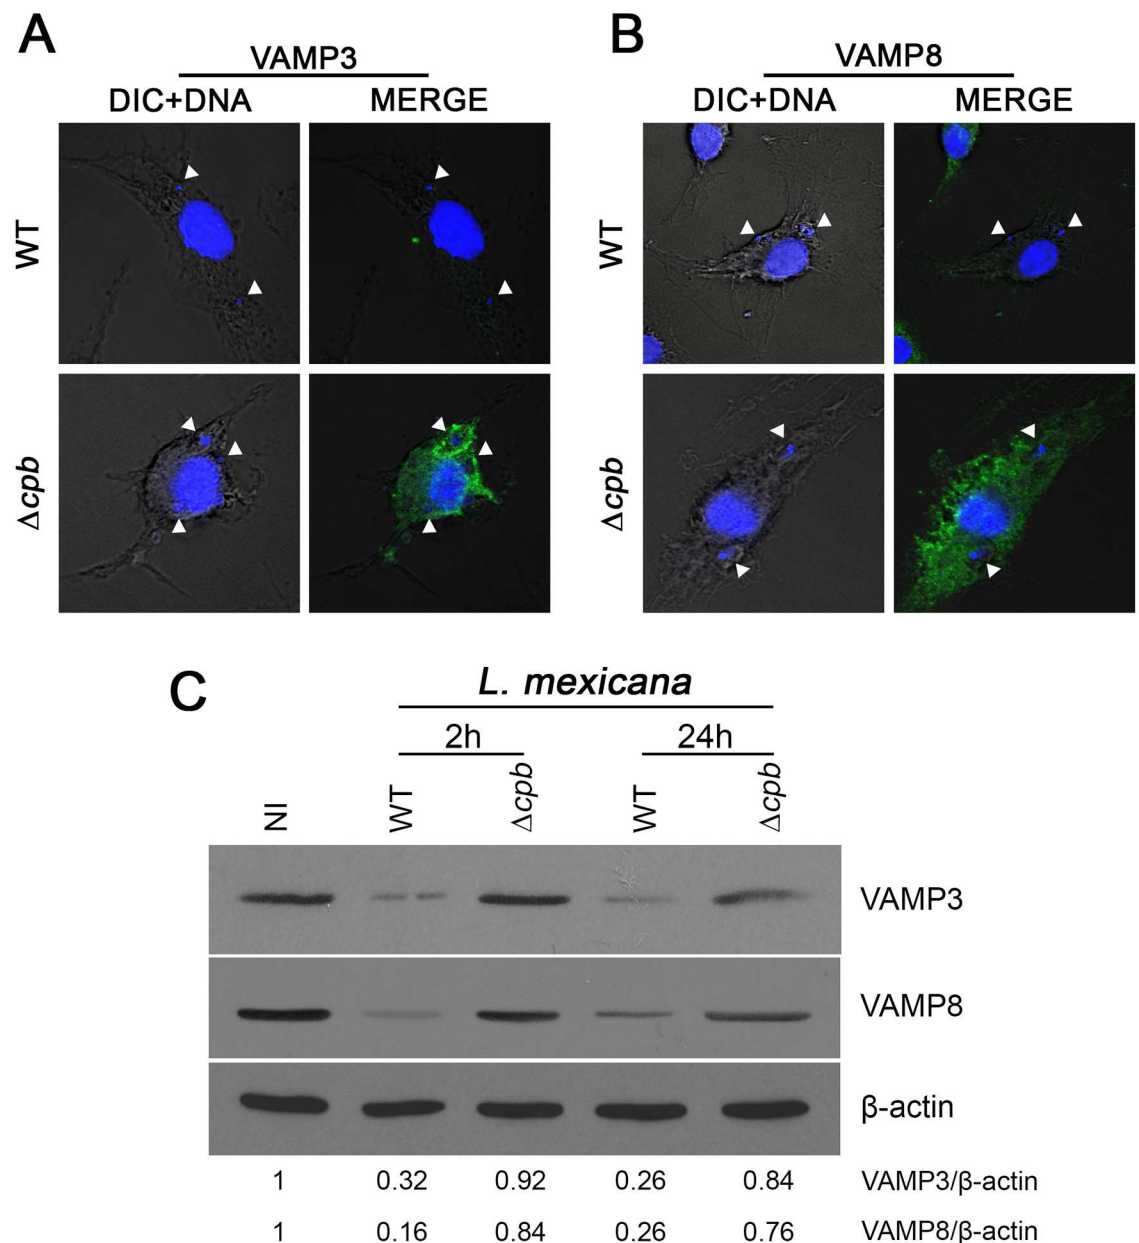 A
VAMP3
DIC+DNA MERGE
WT
Δcpb
B
VAMP8
DIC+DNA MERGE
WT
Δcpb
C
L. mexicana
2h 24h
NI WT Δcpb WT Δcpb
VAMP3
VAMP8
β-actin
1 0.32 0.92 0.26 0.84 VAMP3/β-actin
1 0.16 0.84 0.26 0.76 VAMP8/β-actin